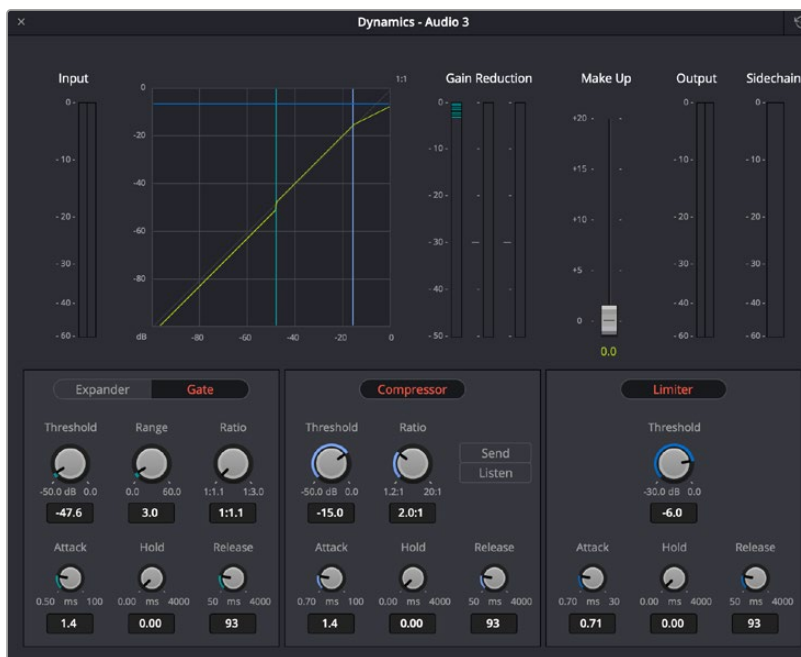 Dynamics - Audio 3
Input
1:1
Gain Reduction
Make Up
Output
Sidechain
0-
- 10 -
- 20 -
- 30 -
- 40 -
- 60 -
0
-20
-40
-60
-80
dB
-80
-60
-40
-20
0
0-
- 10 -
- 20 -
- 30 -
- 40 -
- 50 -
+20 -
+15 -
+10 -
+5 -
0 -
0.0
0-
- 10 -
- 20 -
- 30 -
- 40 -
- 60 -
0-
- 10 -
- 20 -
- 30 -
- 40 -
- 60 -
Expander
Gate
Threshold
Range
Ratio
-50.0 dB 0.0
0.0 60.0
1:1.1 1:3.0
-47.6
3.0
1:1.1
Attack
Hold
Release
0.50 ms 100
0.00 ms 4000
50 ms 4000
1.4
0.00
93
Compressor
Threshold
Ratio
Send
Listen
-50.0 dB 0.0
1.2:1 20:1
-15.0
2.0:1
Attack
Hold
Release
0.70 ms 100
0.00 ms 4000
50 ms 4000
1.4
0.00
93
Limiter
Threshold
-30.0 dB 0.0
-6.0
Attack
Hold
Release
0.70 ms 30
0.00 ms 4000
50 ms 4000
0.71
0.00
93